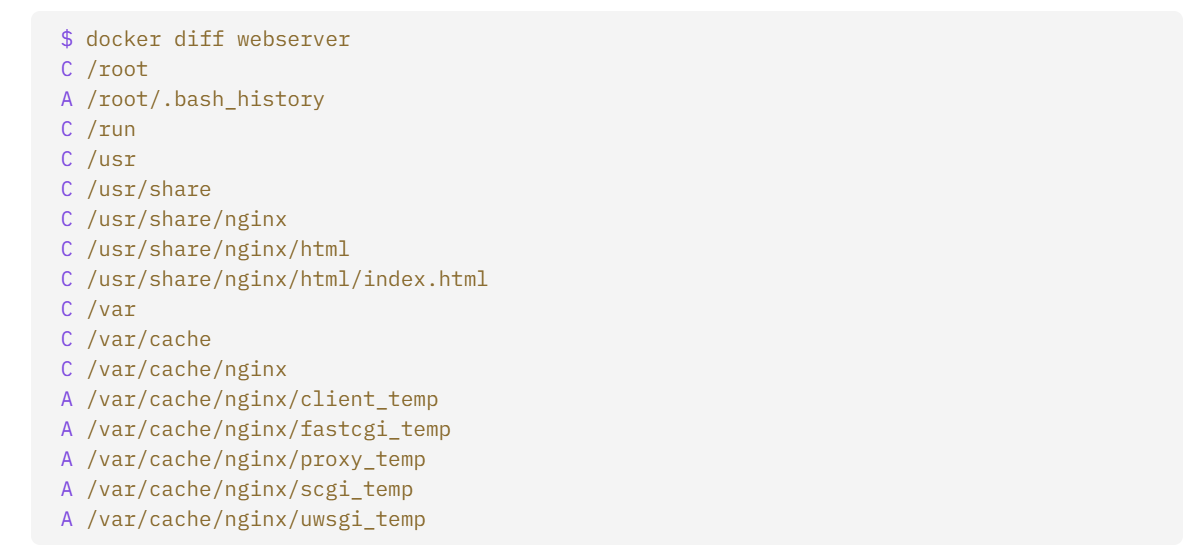 $ docker diff webserver
C /root
A /root/.bash_history
C /run
C /usr
C /usr/share
C /usr/share/nginx
C /usr/share/nginx/html
C /usr/share/nginx/html/index.html
C /var
C /var/cache
C /var/cache/nginx
A /var/cache/nginx/client_temp
A /var/cache/nginx/fastcgi_temp
A /var/cache/nginx/proxy_temp
A /var/cache/nginx/scgi_temp
A /var/cache/nginx/uwsgi_temp